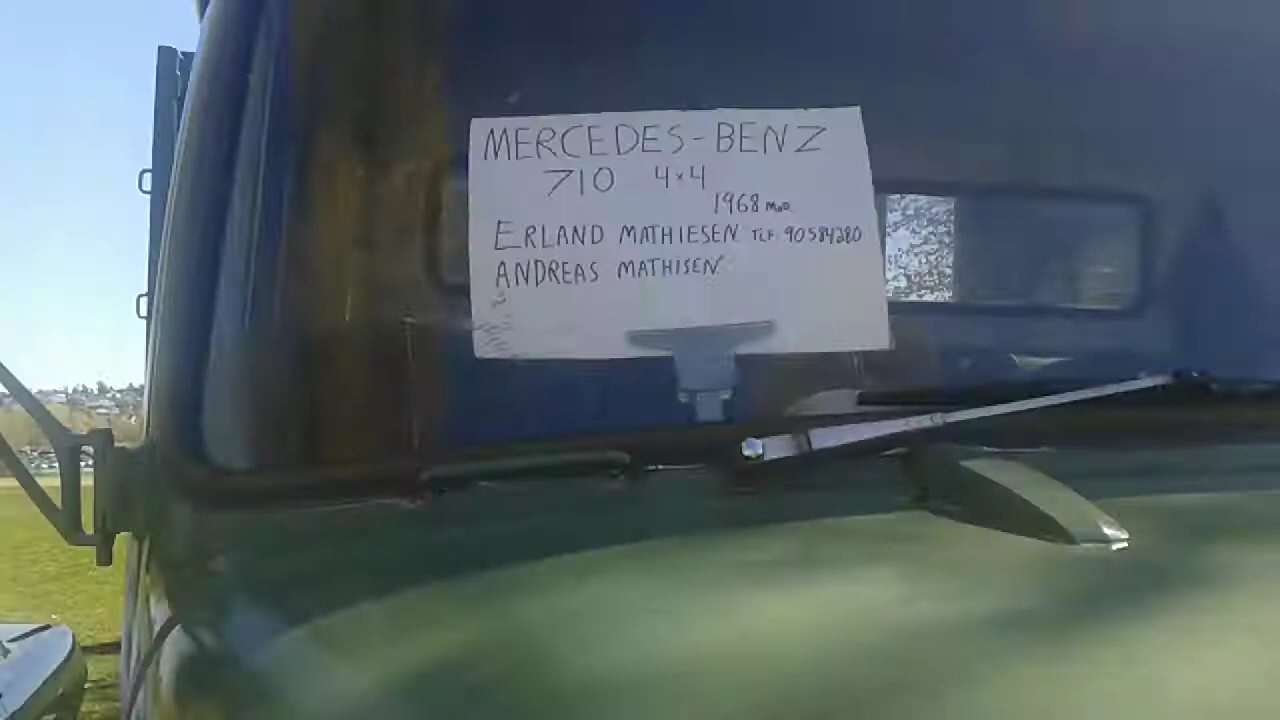 MERCEDES-BENZ
710 4x4
1968 MOD.
ERLAND MATHIESEN TLF. 90584280
ANDREAS MATHISEN